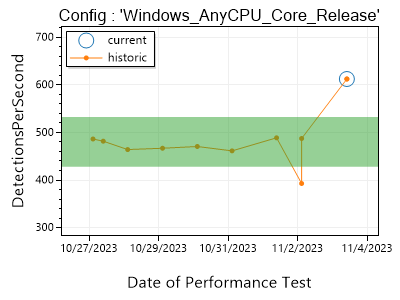 Config : 'Windows_AnyCPU_Core_Release'
current
historic
DetectionsPerSecond
700
600
500
400
300
10/27/2023 10/29/2023 10/31/2023 11/2/2023 11/4/2023
Date of Performance Test